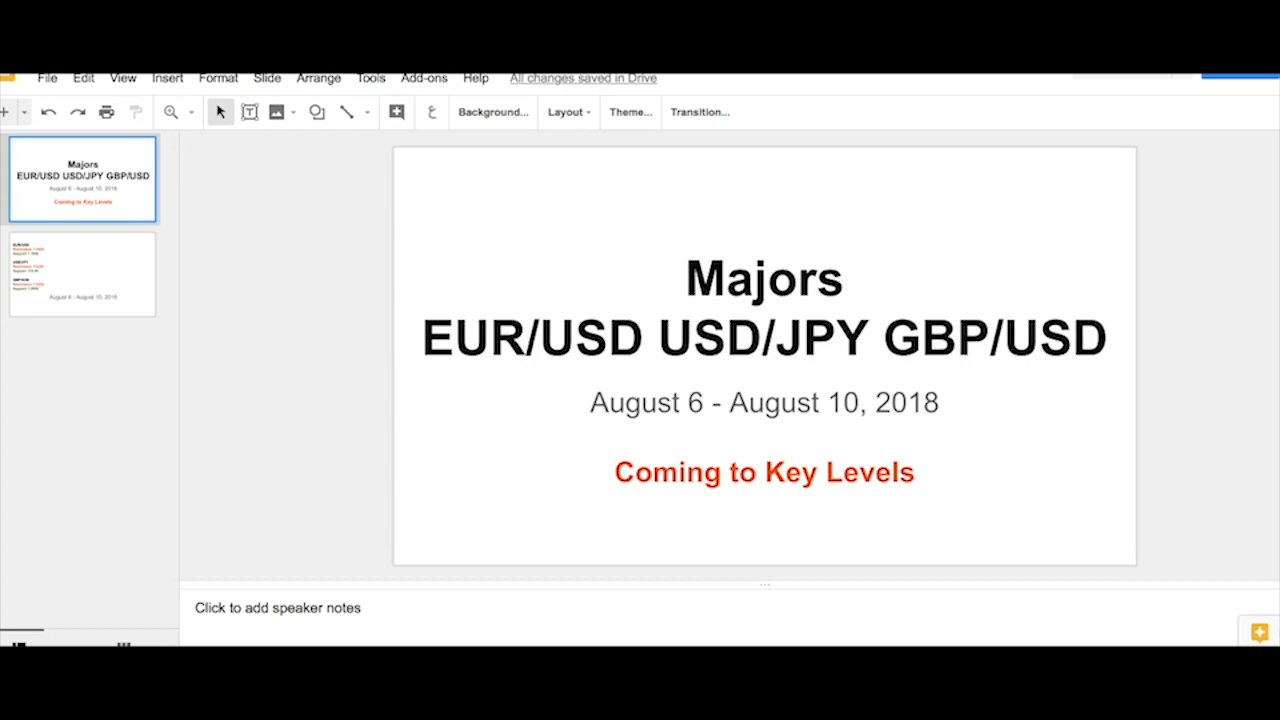 File Edit View Insert Format Slide Arrange Tools Add-ons Help All changes saved in Drive
Background... Layout Theme... Transition...
Majors
EUR/USD USD/JPY GBP/USD
August 6 - August 10, 2018
Coming to Key Levels
August 6 - August 10, 2018
Majors
EUR/USD USD/JPY GBP/USD
August 6 - August 10, 2018
Coming to Key Levels
Click to add speaker notes